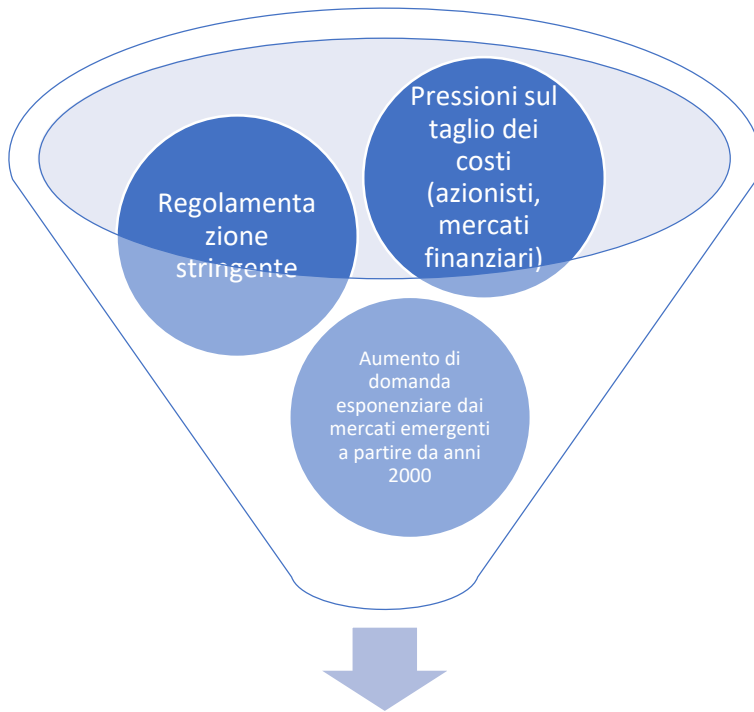 Regolamenta
zione
stringente
Pressioni sul
taglio dei
costi
(azionisti,
mercati
finanziari)
Aumento di
domanda
esponenziare dai
mercati emergenti
a partire da anni
2000